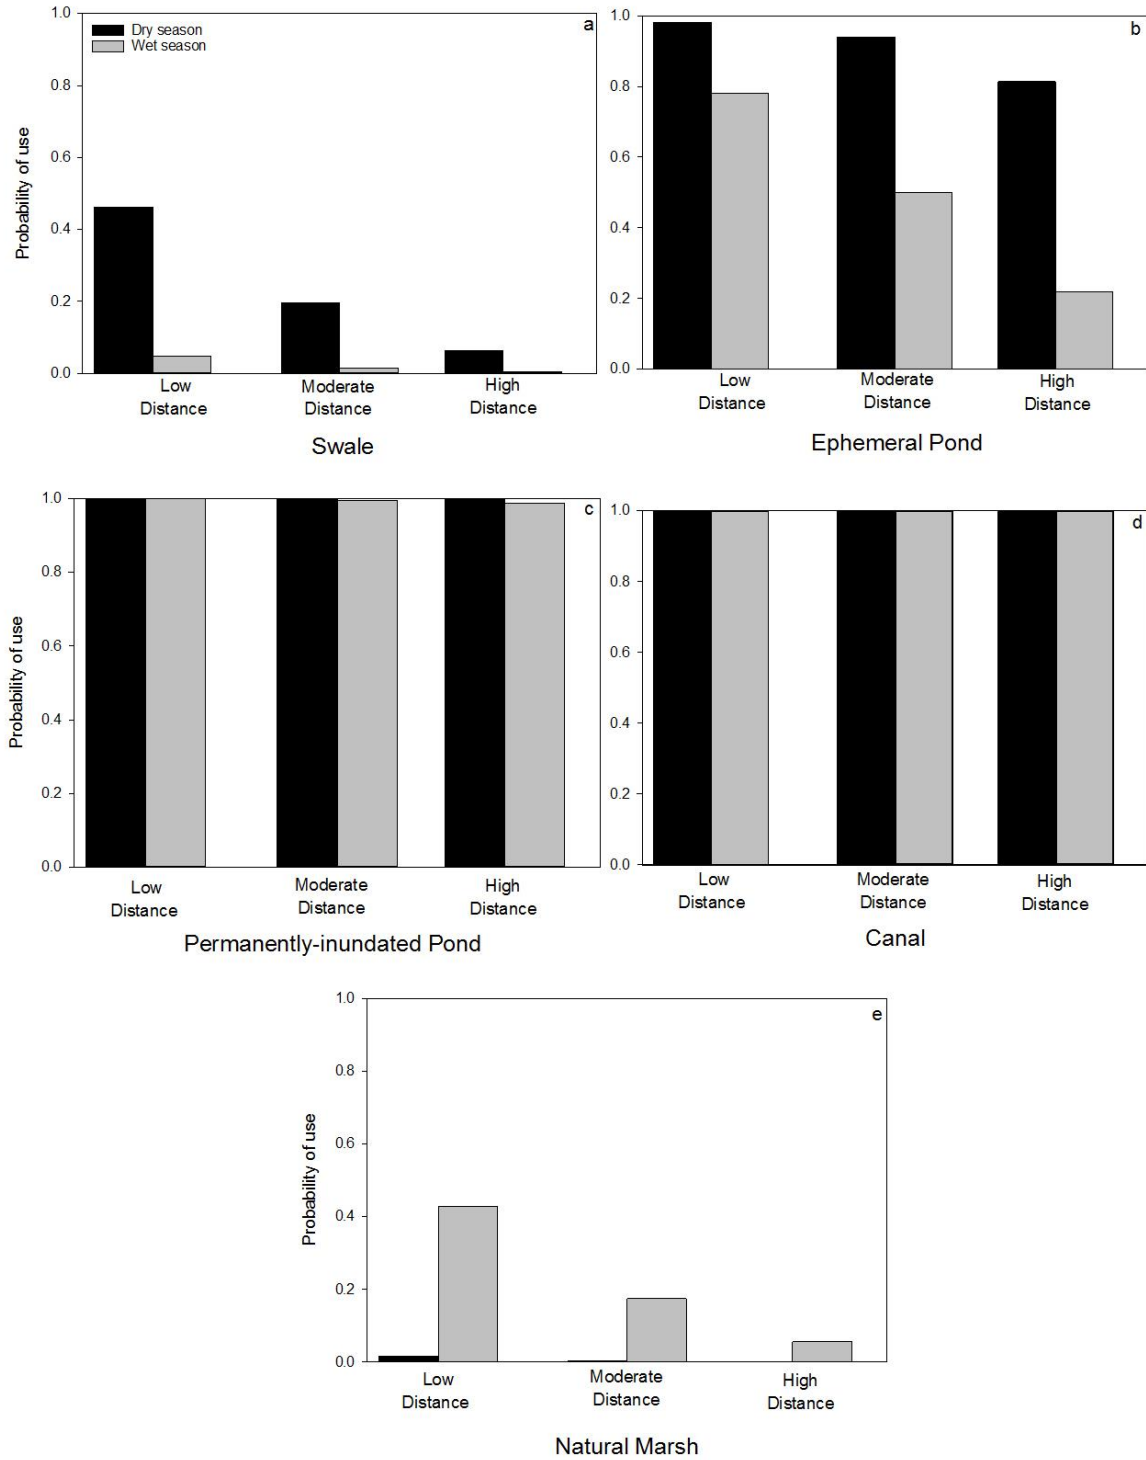 1.0
0.8
0.6
0.4
0.2
0.0
Probability of use
Dry season
Wet season
a
Low
Distance
Moderate
Distance
High
Distance
Swale
1.0
0.8
0.6
0.4
0.2
0.0
b
Low
Distance
Moderate
Distance
High
Distance
Ephemeral Pond
1.0
0.8
0.6
0.4
0.2
0.0
Probability of use
c
Low
Distance
Moderate
Distance
High
Distance
Permanently-inundated Pond
1.0
0.8
0.6
0.4
0.2
0.0
d
Low
Distance
Moderate
Distance
High
Distance
Canal
1.0
0.8
0.6
0.4
0.2
0.0
Probability of use
e
Low
Distance
Moderate
Distance
High
Distance
Natural Marsh